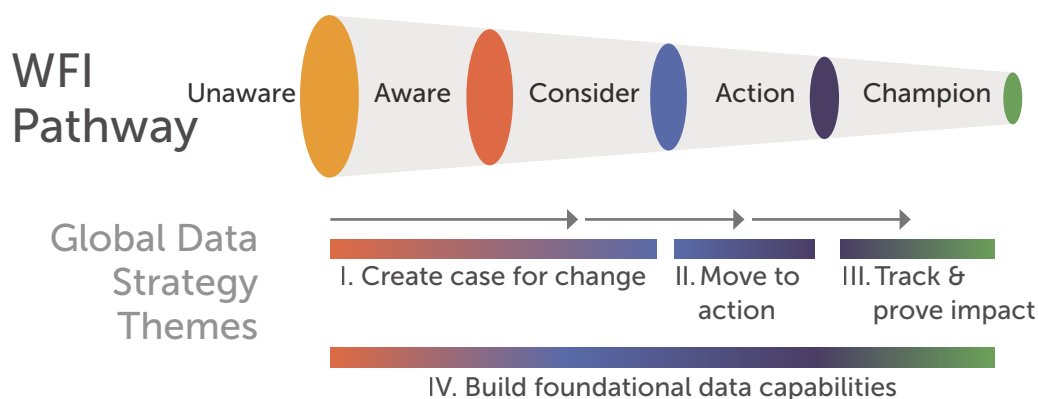 WFI
Pathway
Unaware
Aware
Consider
Action
Champion
Global Data
Strategy
Themes
I. Create case for change
II. Move to
action
III. Track &
prove impact
IV. Build foundational data capabilities